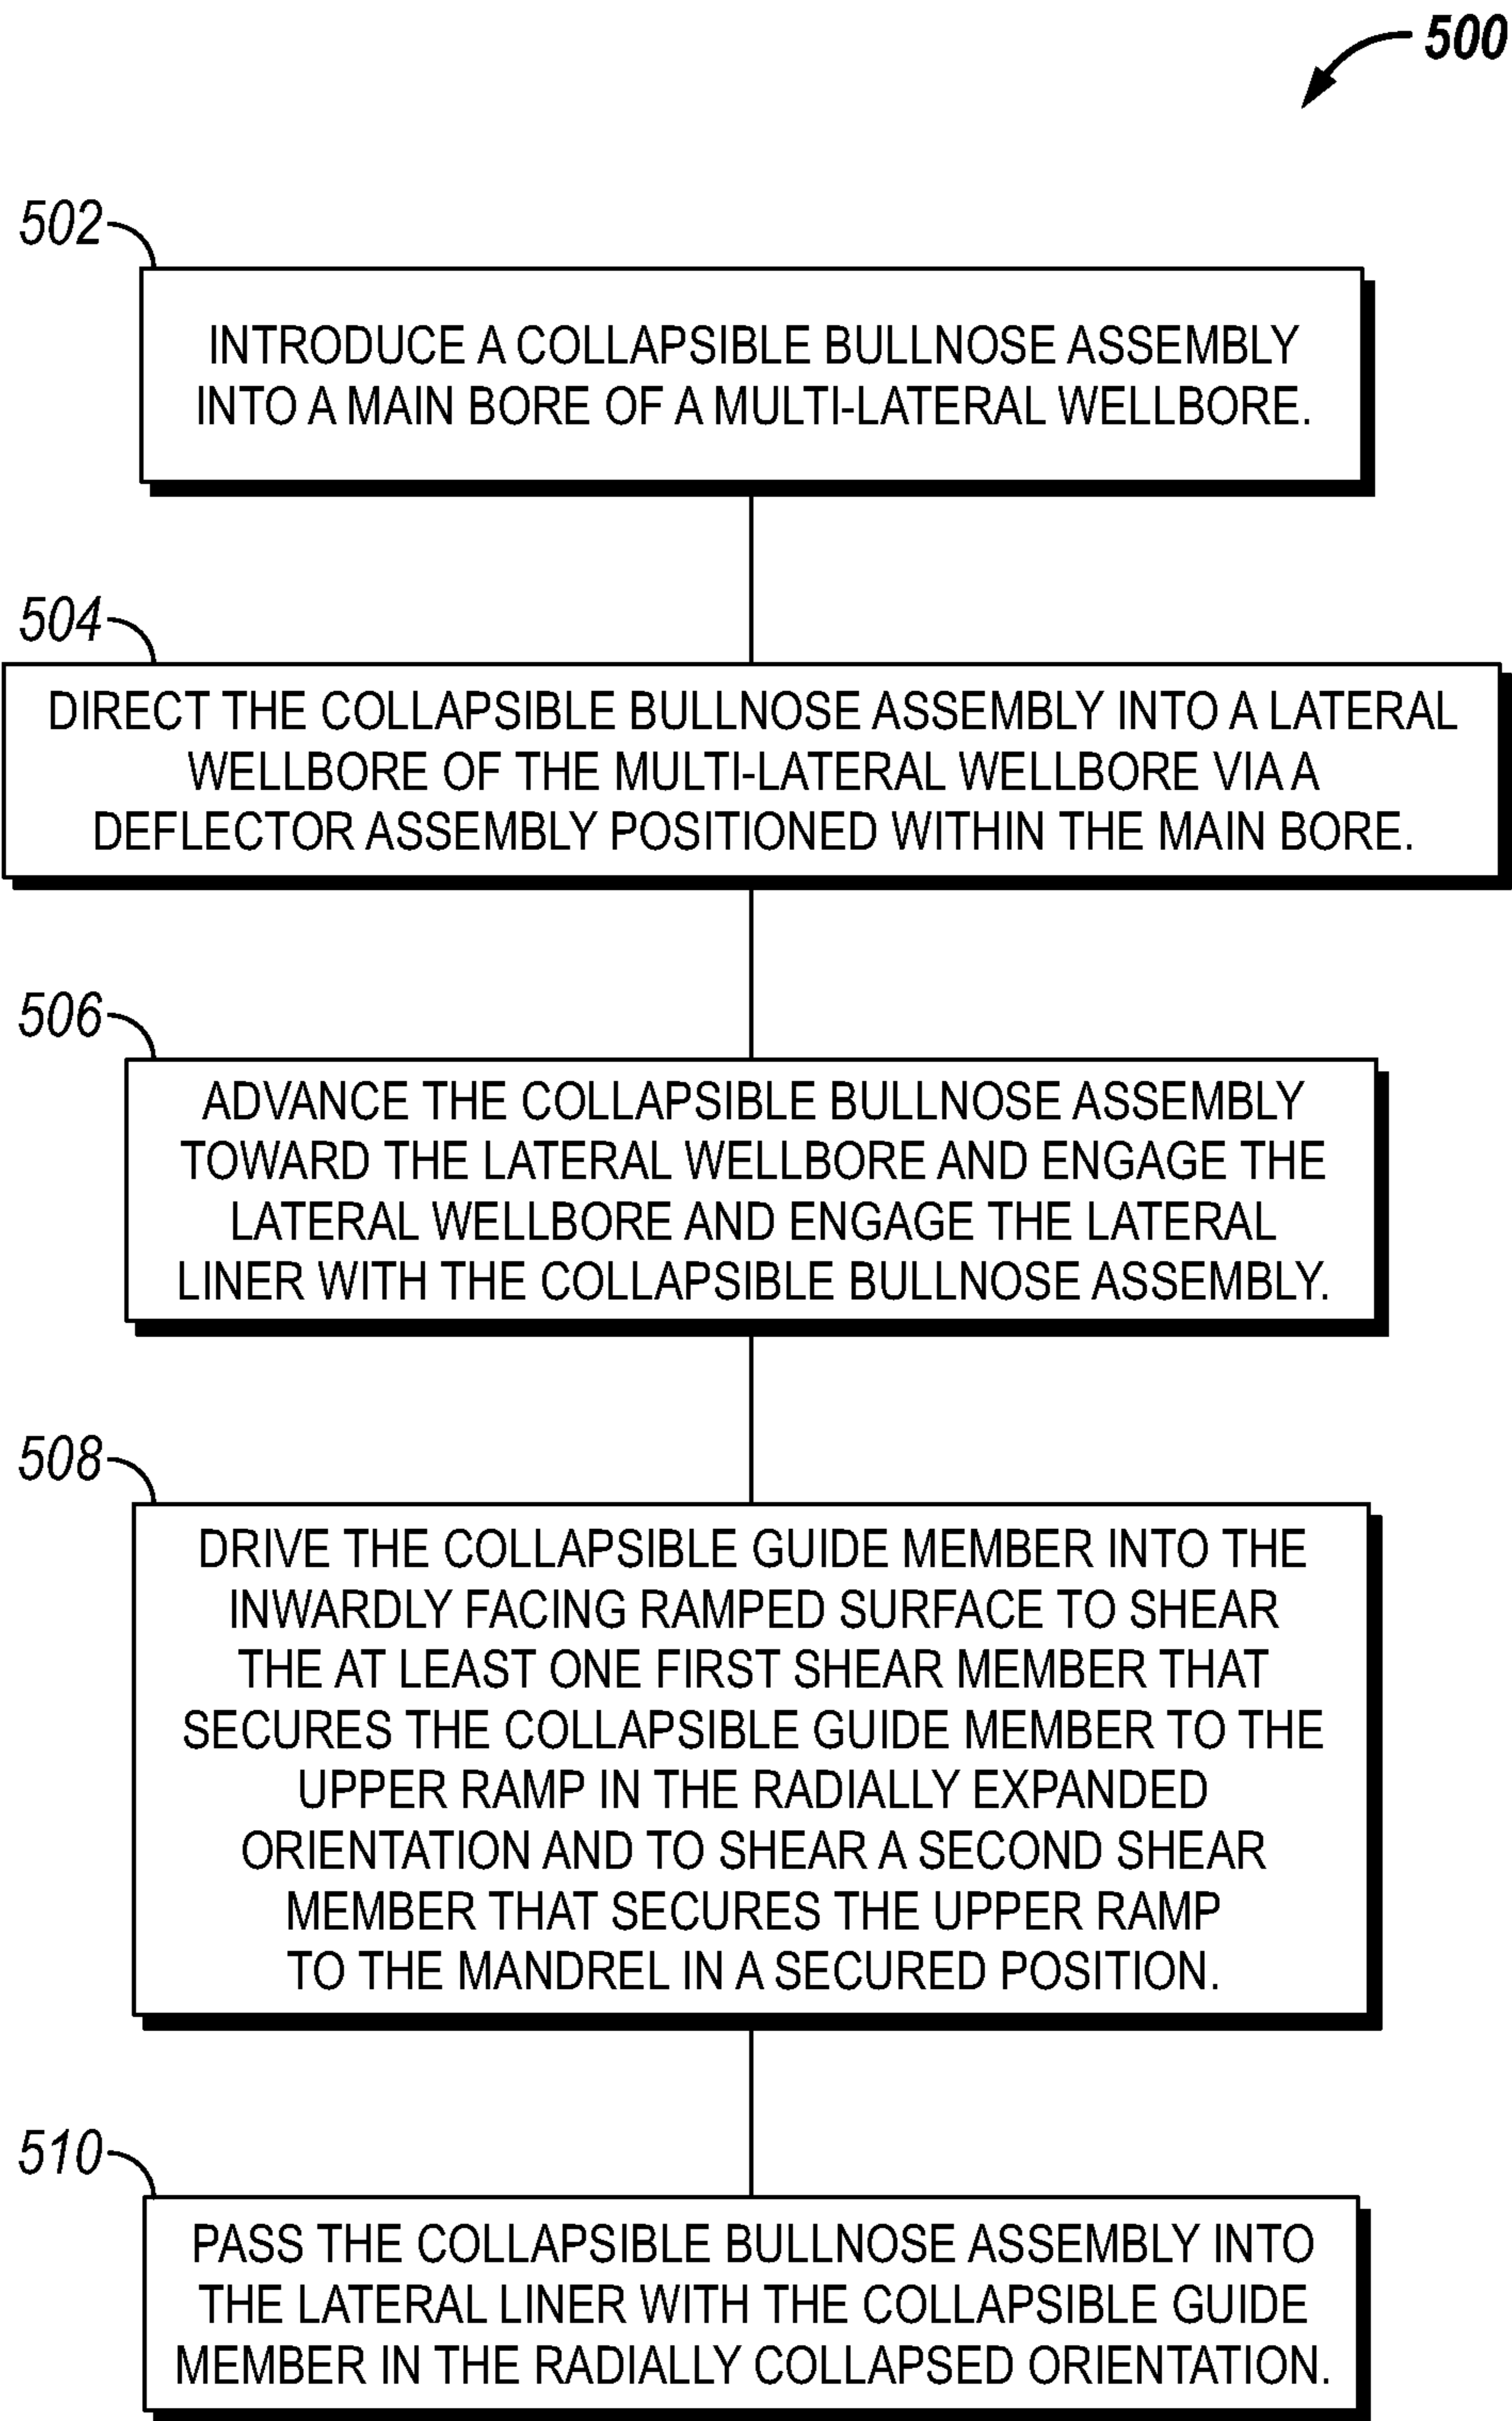 500
502
INTRODUCE A COLLAPSIBLE BULLNOSE ASSEMBLY
INTO A MAIN BORE OF A MULTI-LATERAL WELLBORE.
504
DIRECT THE COLLAPSIBLE BULLNOSE ASSEMBLY INTO A LATERAL
WELLBORE OF THE MULTI-LATERAL WELLBORE VIA A
DEFLECTOR ASSEMBLY POSITIONED WITHIN THE MAIN BORE.
506
ADVANCE THE COLLAPSIBLE BULLNOSE ASSEMBLY
TOWARD THE LATERAL WELLBORE AND ENGAGE THE
LATERAL WELLBORE AND ENGAGE THE LATERAL
LINER WITH THE COLLAPSIBLE BULLNOSE ASSEMBLY.
508
DRIVE THE COLLAPSIBLE GUIDE MEMBER INTO THE
INWARDLY FACING RAMPED SURFACE TO SHEAR
THE AT LEAST ONE FIRST SHEAR MEMBER THAT
SECURES THE COLLAPSIBLE GUIDE MEMBER TO THE
UPPER RAMP IN THE RADIALLY EXPANDED
ORIENTATION AND TO SHEAR A SECOND SHEAR
MEMBER THAT SECURES THE UPPER RAMP
TO THE MANDREL IN A SECURED POSITION.
510
PASS THE COLLAPSIBLE BULLNOSE ASSEMBLY INTO
THE LATERAL LINER WITH THE COLLAPSIBLE GUIDE
MEMBER IN THE RADIALLY COLLAPSED ORIENTATION.